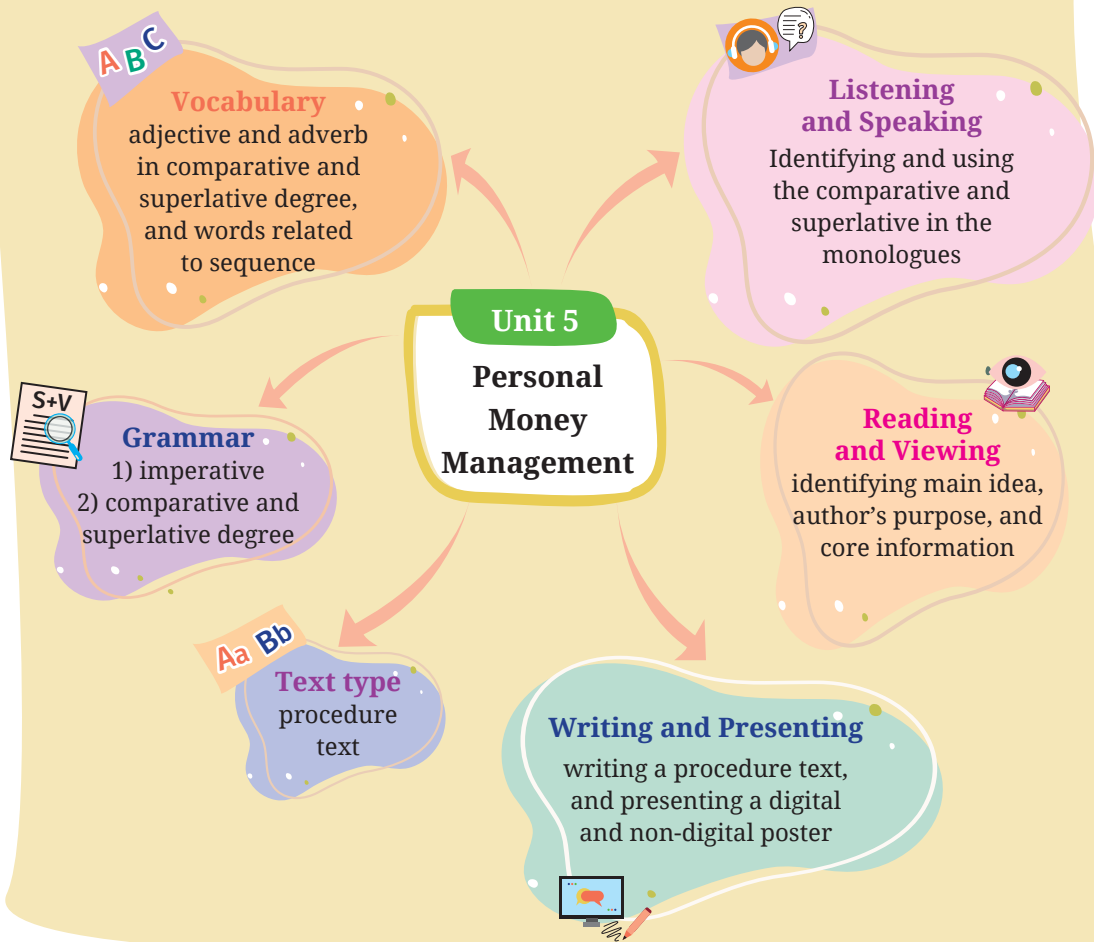 A B C
Vocabulary
adjective and adverb
in comparative and
superlative degree,
and words related
to sequence
?
Listening
and Speaking
Identifying and using
the comparative and
superlative in the
monologues
Unit 5
Personal
Money
Management
S+V
Grammar
1) imperative
2) comparative and
superlative degree
Reading
and Viewing
identifying main idea,
author’s purpose, and
core information
Aa Bb
Text type
procedure
text
Writing and Presenting
writing a procedure text,
and presenting a digital
and non-digital poster